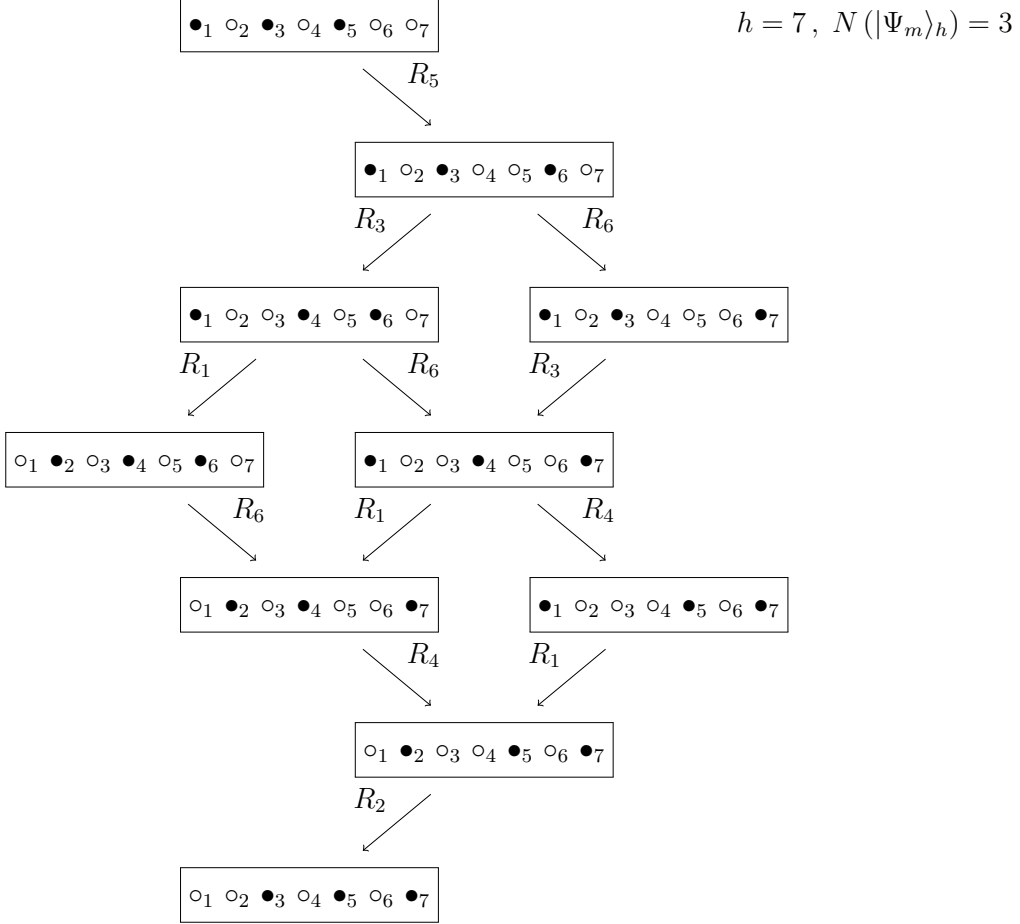 ●₁ ○₂ ●₃ ○₄ ●₅ ○₆ ○₇
h = 7 , N (|Ψₘ⟩ₕ) = 3
R₅
●₁ ○₂ ●₃ ○₄ ○₅ ●₆ ○₇
R₃ R₆
●₁ ○₂ ○₃ ●₄ ○₅ ●₆ ○₇
●₁ ○₂ ●₃ ○₄ ○₅ ○₆ ●₇
R₁ R₆ R₃
○₁ ●₂ ○₃ ●₄ ○₅ ●₆ ○₇
●₁ ○₂ ○₃ ●₄ ○₅ ○₆ ●₇
R₆ R₁ R₄
○₁ ●₂ ○₃ ●₄ ○₅ ○₆ ●₇
●₁ ○₂ ○₃ ○₄ ●₅ ○₆ ●₇
R₄ R₁
○₁ ●₂ ○₃ ○₄ ●₅ ○₆ ●₇
R₂
○₁ ○₂ ●₃ ○₄ ●₅ ○₆ ●₇